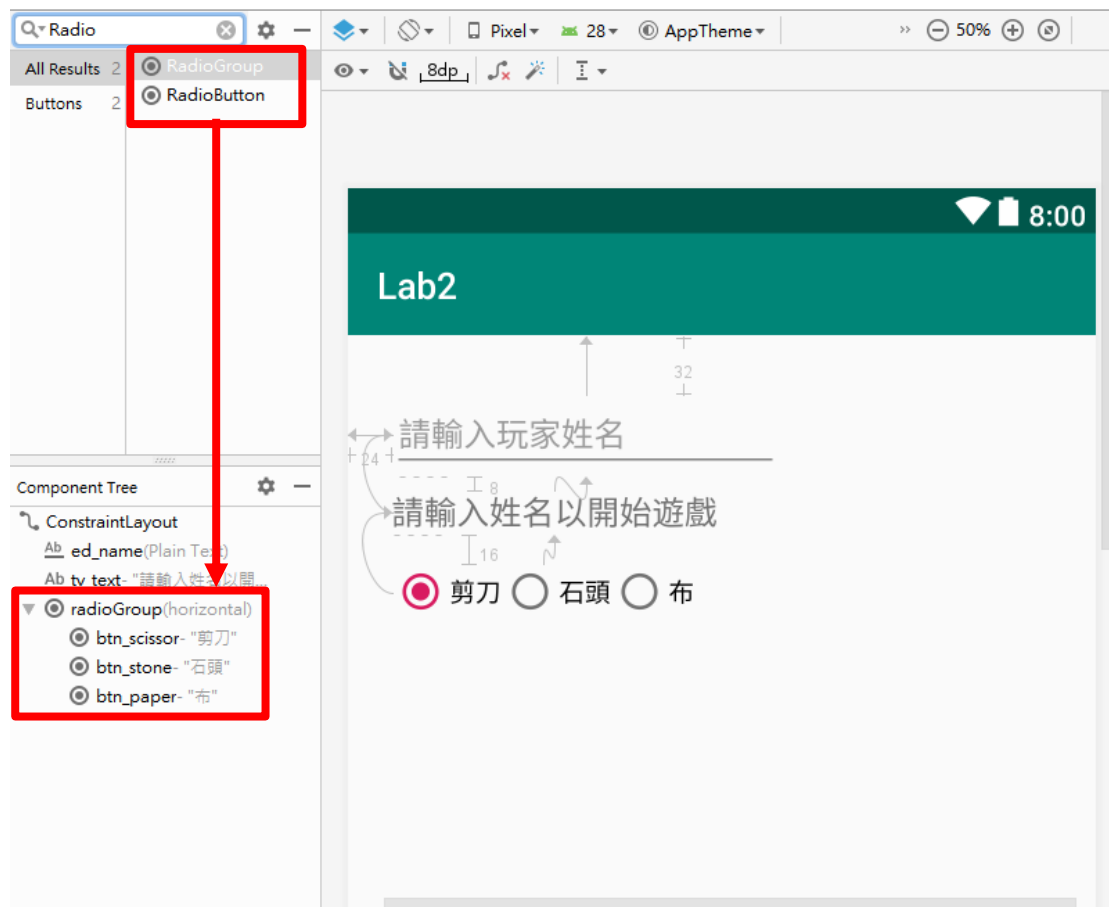 Radio
Pixel 28 AppTheme 50%
All Results 2
RadioGroup
8dp
Buttons 2
RadioButton
8:00
Lab2
32
請輸入玩家姓名
24
8
Component Tree
請輸入姓名以開始遊戲
ConstraintLayout
Ab ed_name(Plain Text)
16
Ab tv_text- "請輸入姓名以開...
剪刀 石頭 布
radioGroup(horizontal)
btn_scissor- "剪刀"
btn_stone- "石頭"
btn_paper- "布"